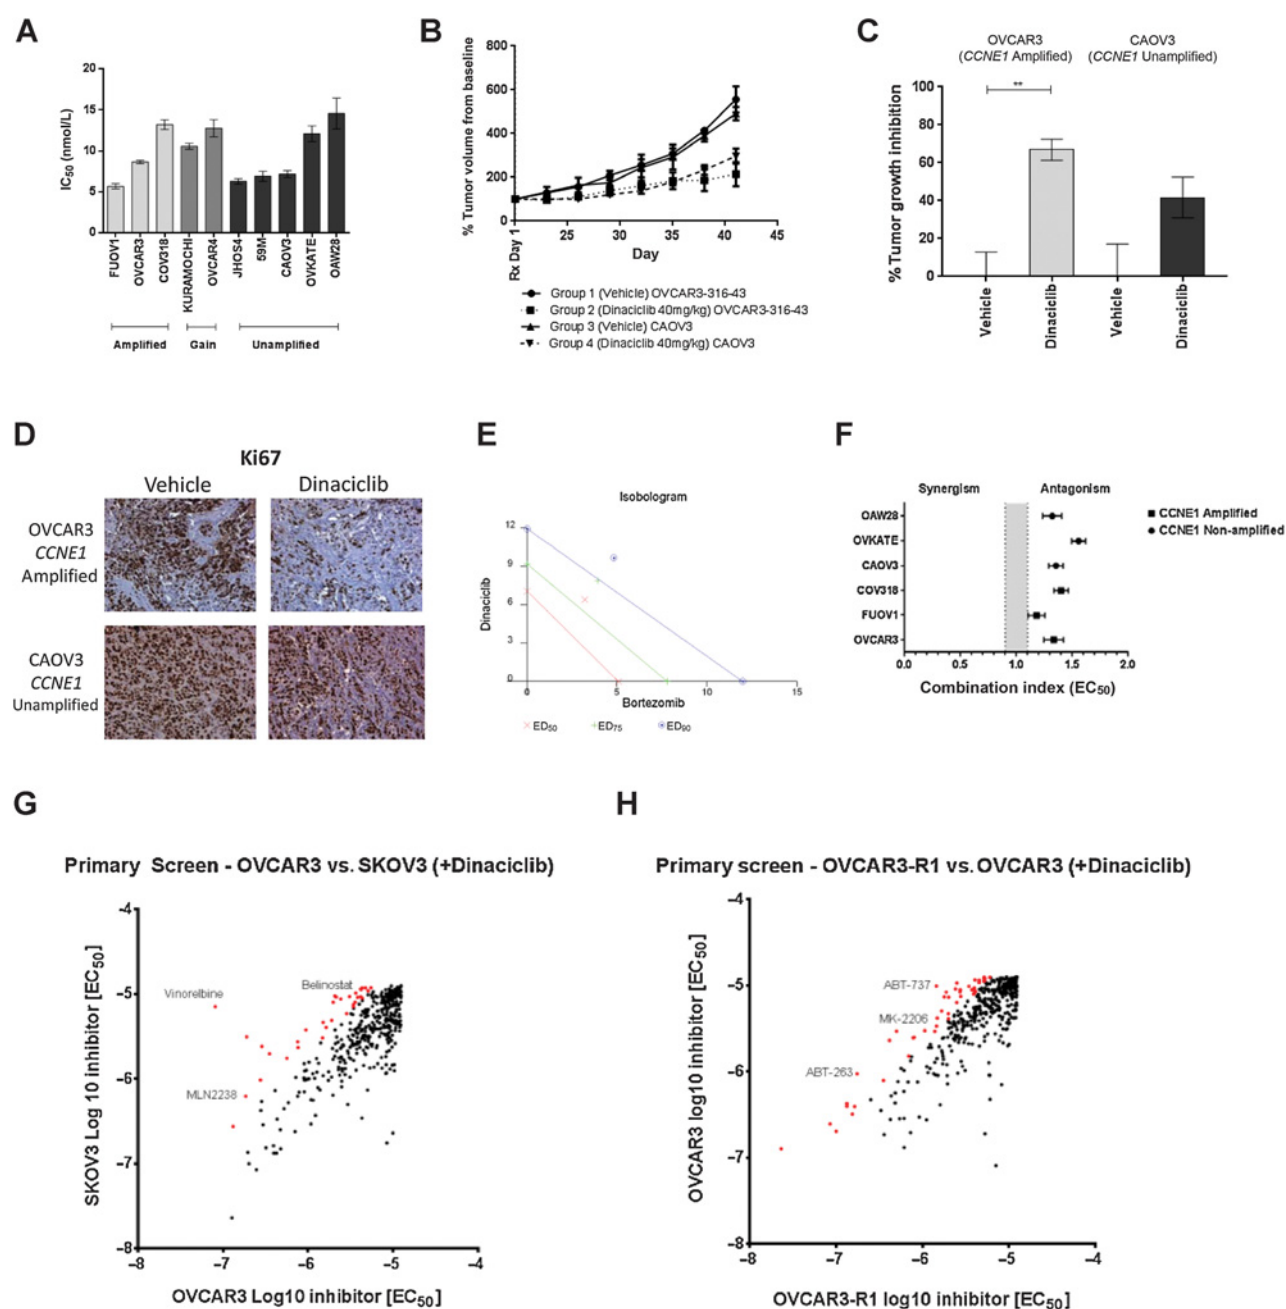 A
IC50 (nmol/L)
20
15
10
5
0
FUOV1
OVCAR3
COV318
KURAMOCHI
OVCAR4
JHOS4
59M
CAOV3
OVKATE
OAW28
Amplified
Gain
Unamplified
B
% Tumor volume from baseline
800
600
400
200
0
Rx Day 1
25
30
35
40
45
Day
Group 1 (Vehicle) OVCAR3-316-43
Group 2 (Dinaciclib 40mg/kg) OVCAR3-316-43
Group 3 (Vehicle) CAOV3
Group 4 (Dinaciclib 40mg/kg) CAOV3
C
OVCAR3
(CCNE1 Amplified)
CAOV3
(CCNE1 Unamplified)
**
% Tumor growth inhibition
100
80
60
40
20
0
Vehicle
Dinaciclib
Vehicle
Dinaciclib
D
Ki67
Vehicle
Dinaciclib
OVCAR3
CCNE1
Amplified
CAOV3
CCNE1
Unamplified
E
Isobologram
Dinaciclib
12
9
6
3
0
0
5
10
15
Bortezomib
ED50
ED75
ED90
F
Synergism
Antagonism
OAW28
OVKATE
CAOV3
COV318
FUOV1
OVCAR3
0.0
0.5
1.0
1.5
2.0
Combination index (EC50)
CCNE1 Amplified
CCNE1 Non-amplified
G
Primary Screen - OVCAR3 vs. SKOV3 (+Dinaciclib)
SKOV3 Log 10 inhibitor [EC50]
-4
-5
-6
-7
-8
Vinorelbine
Belinostat
MLN2238
-8
-7
-6
-5
-4
OVCAR3 Log10 inhibitor [EC50]
H
Primary screen - OVCAR3-R1 vs. OVCAR3 (+Dinaciclib)
OVCAR3 log10 inhibitor [EC50]
-4
-5
-6
-7
-8
ABT-737
MK-2206
ABT-263
-8
-7
-6
-5
-4
OVCAR3-R1 log10 inhibitor [EC50]